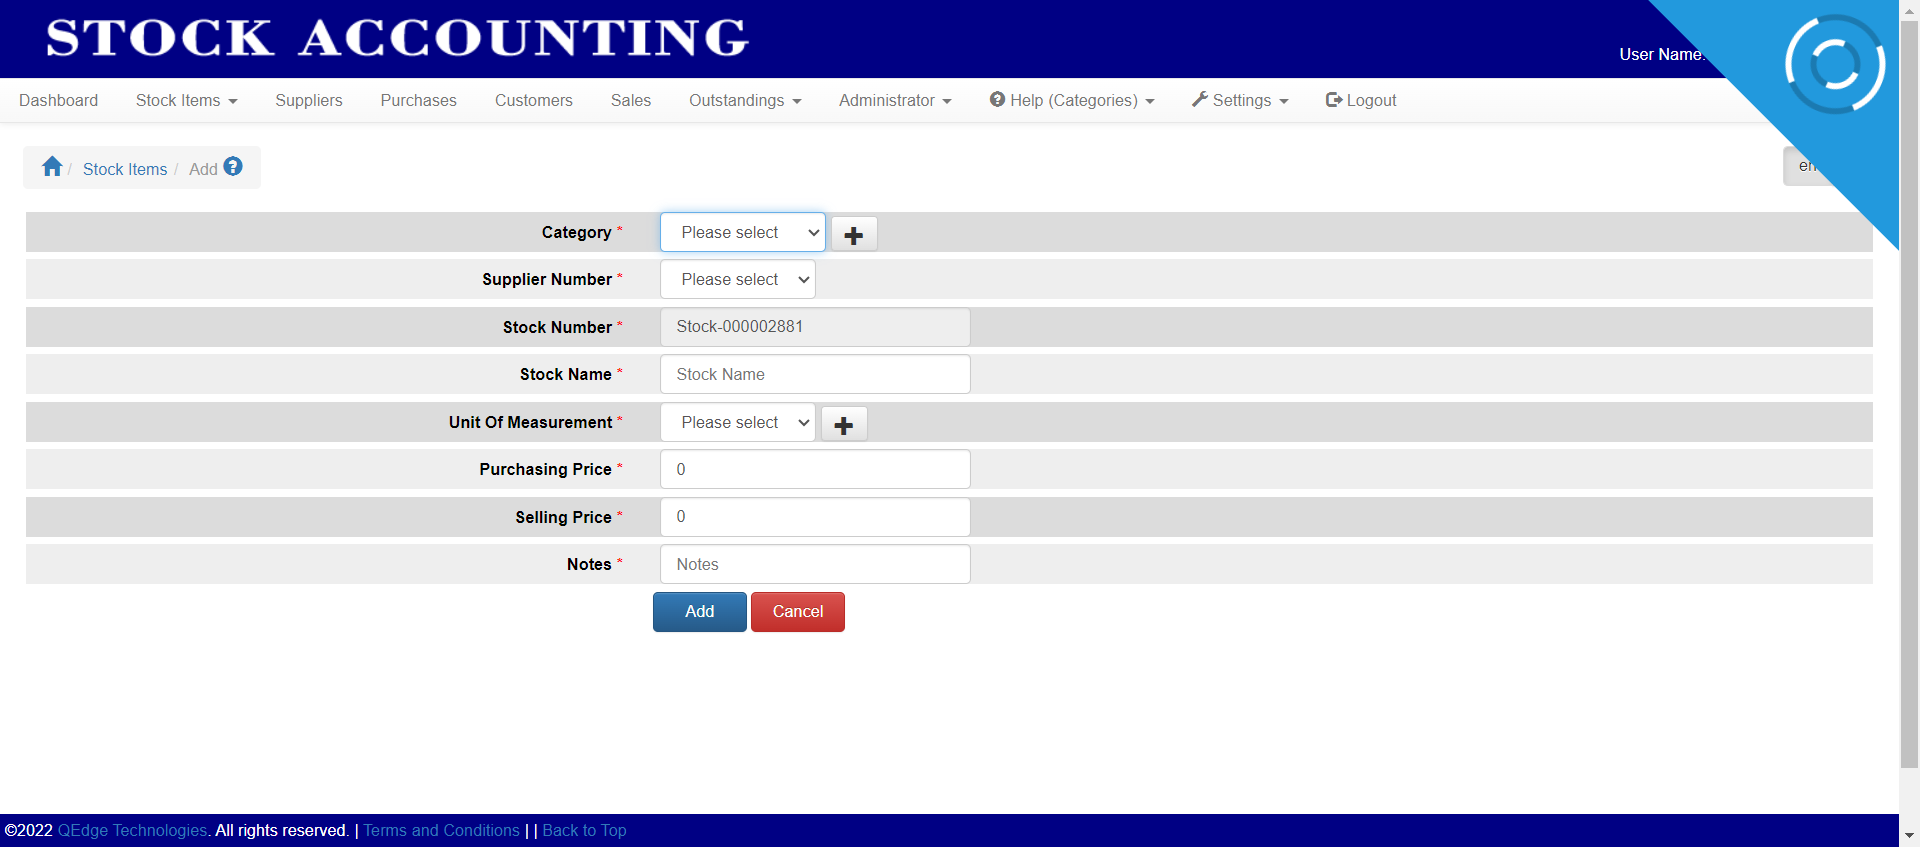 STOCK ACCOUNTING
User Name:
Dashboard Stock Items Suppliers Purchases Customers Sales Outstandings Administrator Help (Categories) Settings Logout
/ Stock Items / Add
en
Category * Please select
Supplier Number * Please select
Stock Number * Stock-000002881
Stock Name * Stock Name
Unit Of Measurement * Please select
Purchasing Price * 0
Selling Price * 0
Notes * Notes
Add Cancel
©2022 QEdge Technologies. All rights reserved. | Terms and Conditions | | Back to Top